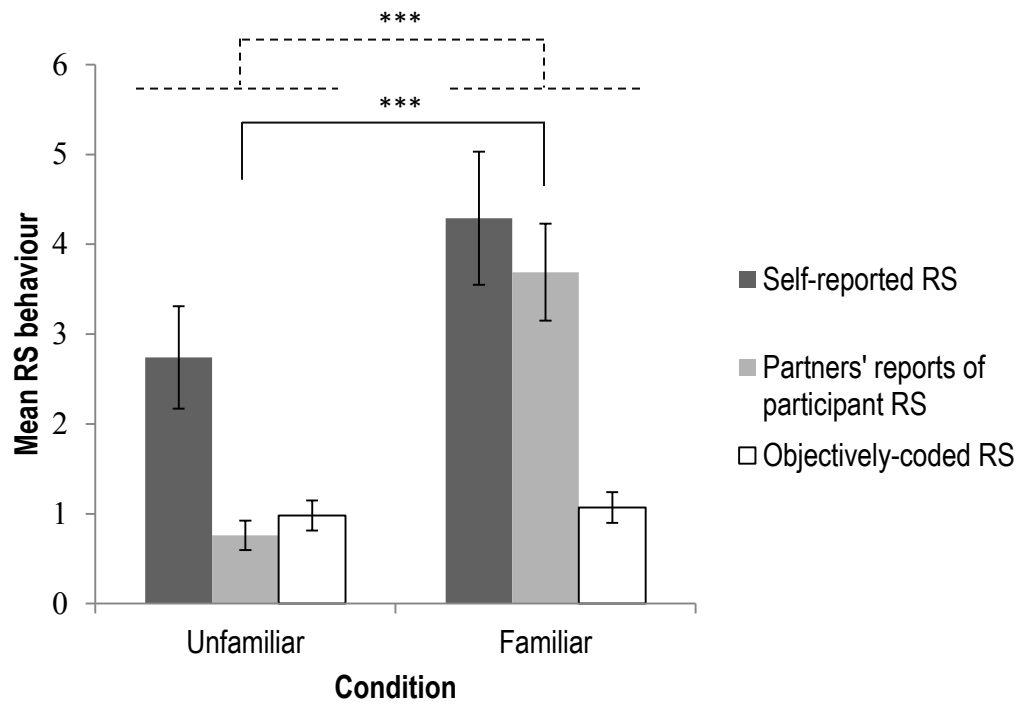 ***
***
6
5
4
3
2
1
0
Mean RS behaviour
Unfamiliar
Familiar
Condition
Self-reported RS
Partners' reports of
participant RS
Objectively-coded RS